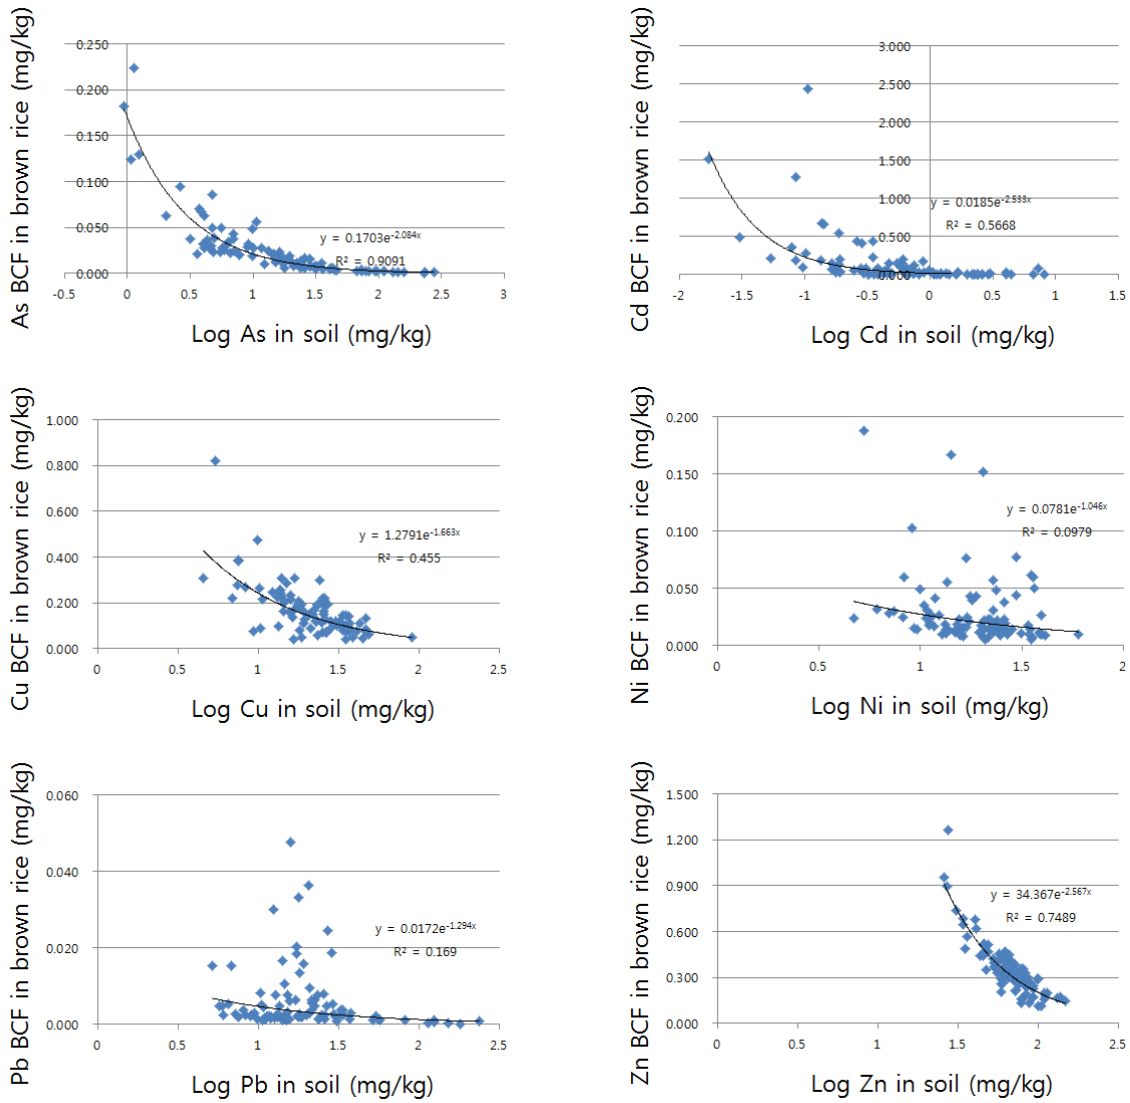 As BCF in brown rice (mg/kg)
0.250
0.200
0.150
0.100
0.050
0.000
-0.5 0 0.5 1 1.5 2 2.5 3
y = 0.1703e-2.084x
R² = 0.9091
Log As in soil (mg/kg)
Cd BCF in brown rice (mg/kg)
3.000
2.500
2.000
1.500
1.000
0.500
0.000
-2 -1.5 -1 -0.5 0 0.5 1 1.5
y = 0.0185e-2.533x
R² = 0.5668
Log Cd in soil (mg/kg)
Cu BCF in brown rice (mg/kg)
1.000
0.800
0.600
0.400
0.200
0.000
0 0.5 1 1.5 2 2.5
y = 1.2791e-1.663x
R² = 0.455
Log Cu in soil (mg/kg)
Ni BCF in brown rice (mg/kg)
0.200
0.150
0.100
0.050
0.000
0 0.5 1 1.5 2
y = 0.0781e-1.046x
R² = 0.0979
Log Ni in soil (mg/kg)
Pb BCF in brown rice (mg/kg)
0.060
0.040
0.020
0.000
0 0.5 1 1.5 2 2.5
y = 0.0172e-1.294x
R² = 0.169
Log Pb in soil (mg/kg)
Zn BCF in brown rice (mg/kg)
1.500
1.200
0.900
0.600
0.300
0.000
0 0.5 1 1.5 2 2.5
y = 34.367e-2.567x
R² = 0.7489
Log Zn in soil (mg/kg)